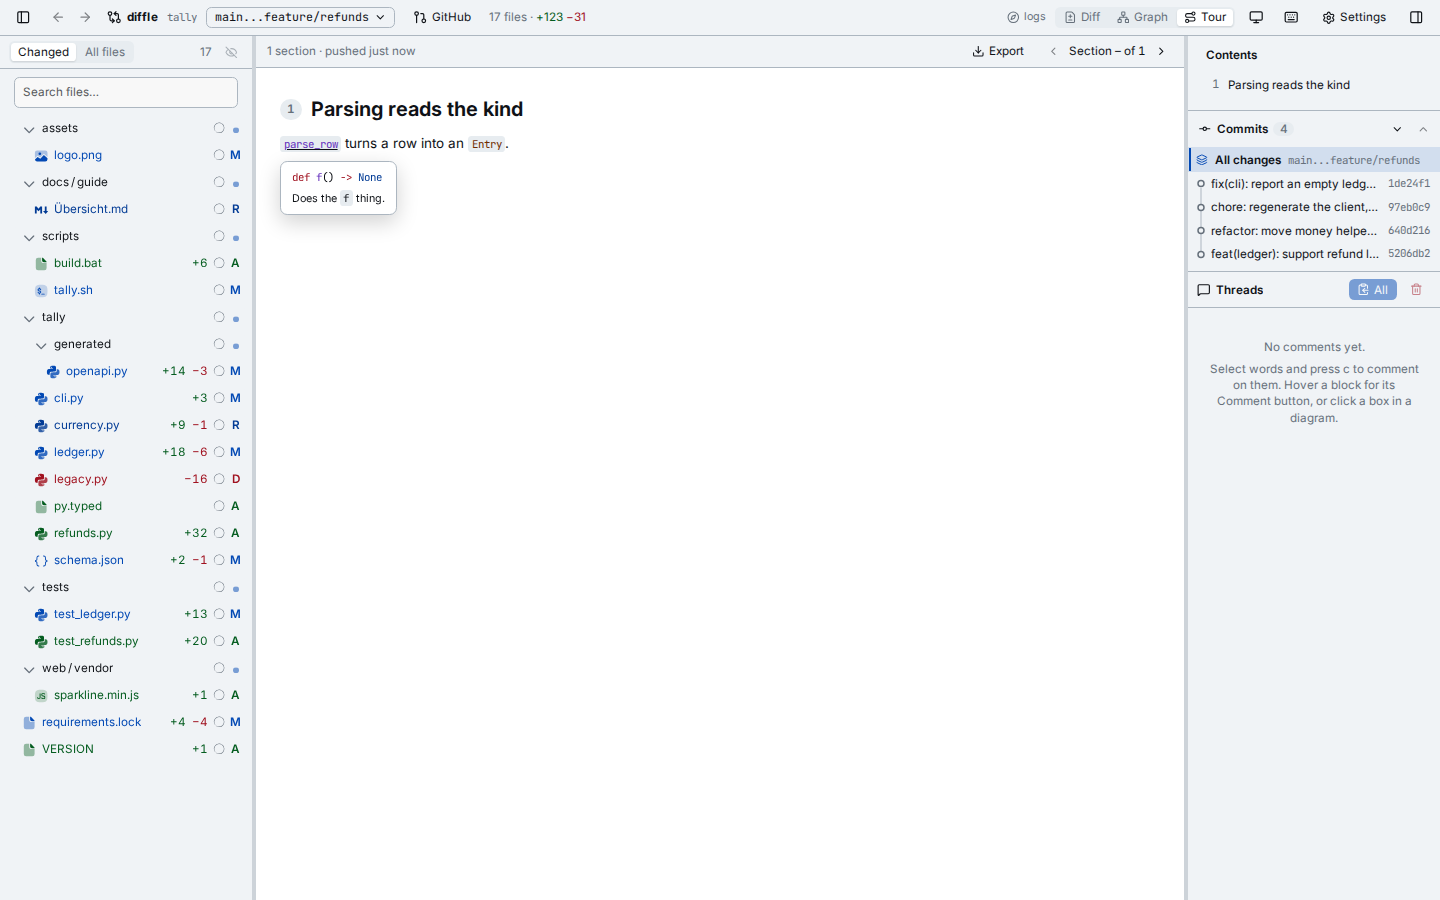 diffle tally main...feature/refunds GitHub 17 files · +123 −31 logs Diff Graph Tour Settings
Changed All files 17
Search files...
assets
logo.png M
docs/guide
Übersicht.md R
scripts
build.bat +6 A
tally.sh M
tally
generated
openapi.py +14 −3 M
cli.py +3 M
currency.py +9 −1 R
ledger.py +18 −6 M
legacy.py −16 D
py.typed A
refunds.py +32 A
schema.json +2 −1 M
tests
test_ledger.py +13 M
test_refunds.py +20 A
web/vendor
sparkline.min.js +1 A
requirements.lock +4 −4 M
VERSION +1 A
1 section · pushed just now Export Section – of 1
1 Parsing reads the kind
parse_row turns a row into an Entry.
def f() -> None
Does the f thing.
Contents
1 Parsing reads the kind
Commits 4
All changes main...feature/refunds
fix(cli): report an empty ledg... 1de24f1
chore: regenerate the client,... 97eb0c9
refactor: move money helpe... 640d216
feat(ledger): support refund l... 5206db2
Threads All
No comments yet.
Select words and press c to comment
on them. Hover a block for its
Comment button, or click a box in a
diagram.